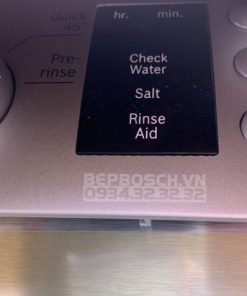 Quick
45°
hr. min.
Pre-
rinse
Check
Water
Salt
Rinse
Aid
BEPBOSCH.VN
0934.32.32.32